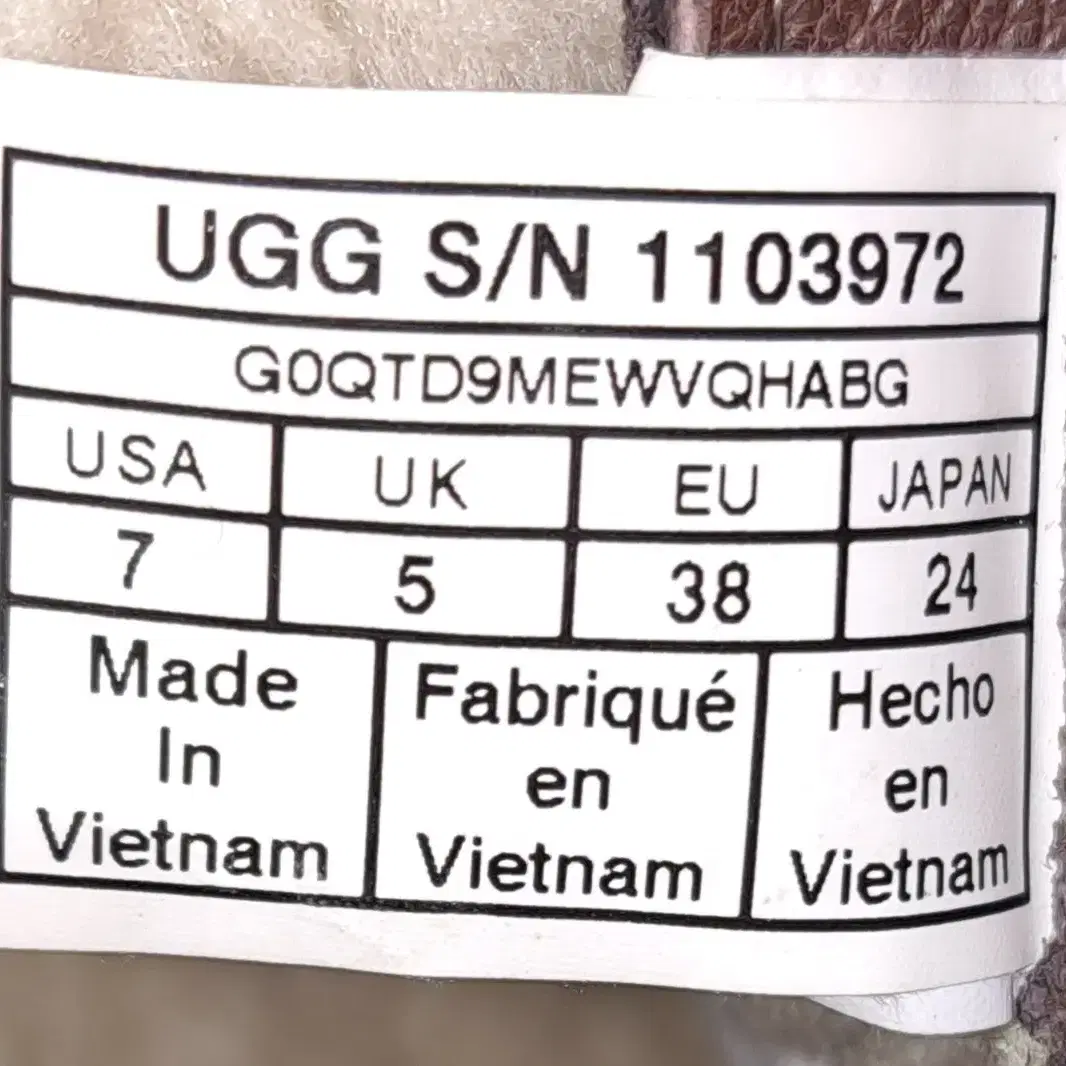 UGG S/N 1103972
G0QTD9MEWVQHABG
USA UK EU JAPAN
7 5 38 24
Made
In
Vietnam
Fabriqué
en
Vietnam
Hecho
en
Vietnam